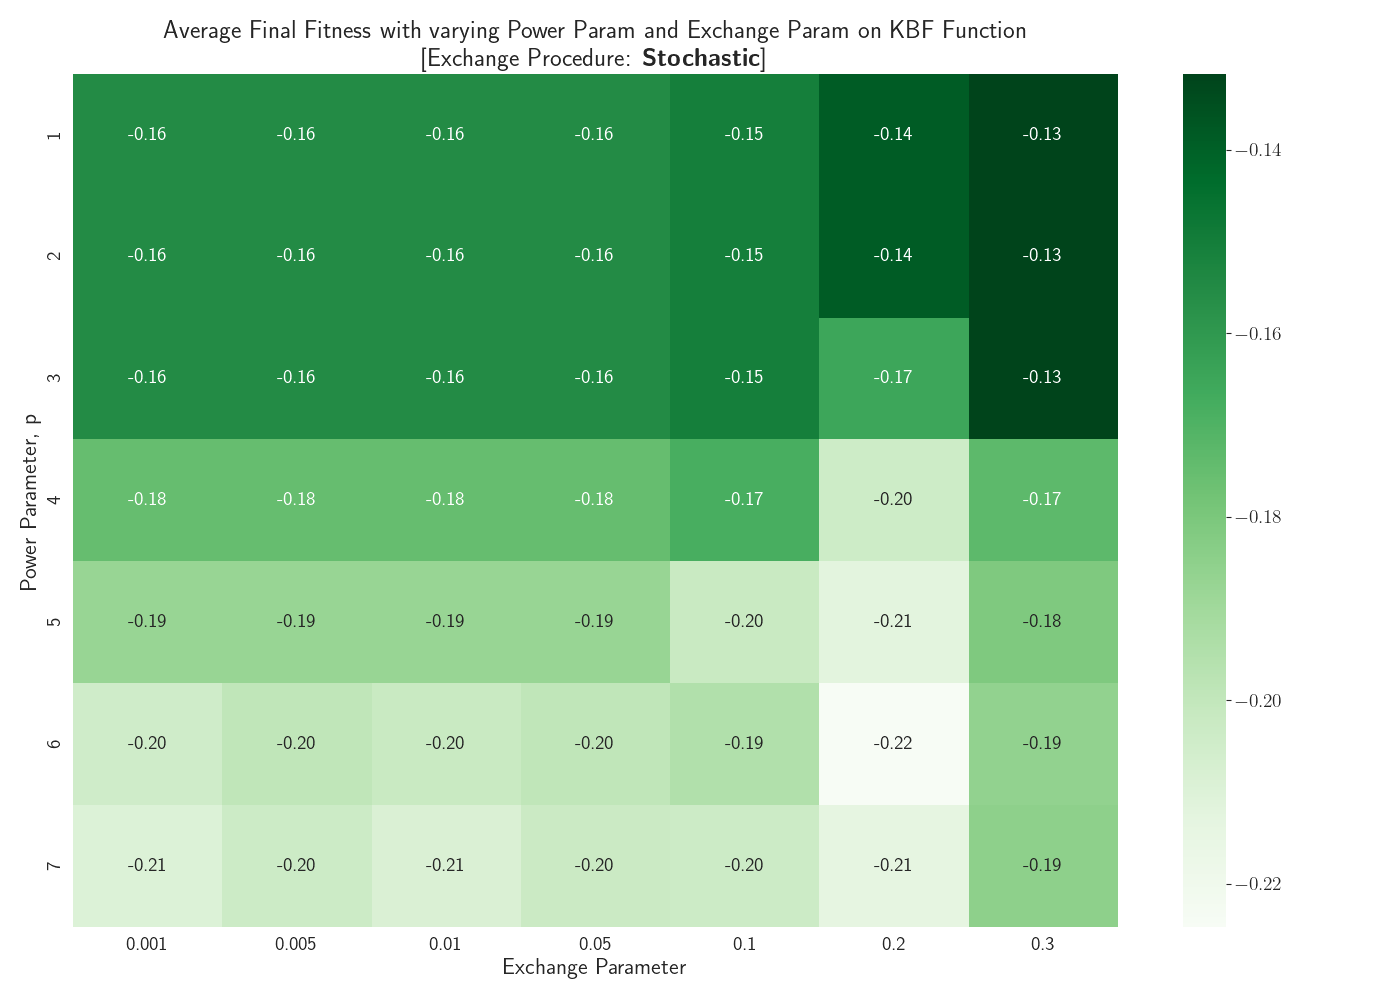 Average Final Fitness with varying Power Param and Exchange Param on KBF Function
[Exchange Procedure: Stochastic]
Power Parameter, p
1 -0.16 -0.16 -0.16 -0.16 -0.15 -0.14 -0.13
2 -0.16 -0.16 -0.16 -0.16 -0.15 -0.14 -0.13
3 -0.16 -0.16 -0.16 -0.16 -0.15 -0.17 -0.13
4 -0.18 -0.18 -0.18 -0.18 -0.17 -0.20 -0.17
5 -0.19 -0.19 -0.19 -0.19 -0.20 -0.21 -0.18
6 -0.20 -0.20 -0.20 -0.20 -0.19 -0.22 -0.19
7 -0.21 -0.20 -0.21 -0.20 -0.20 -0.21 -0.19
0.001 0.005 0.01 0.05 0.1 0.2 0.3
Exchange Parameter
−0.14
−0.16
−0.18
−0.20
−0.22